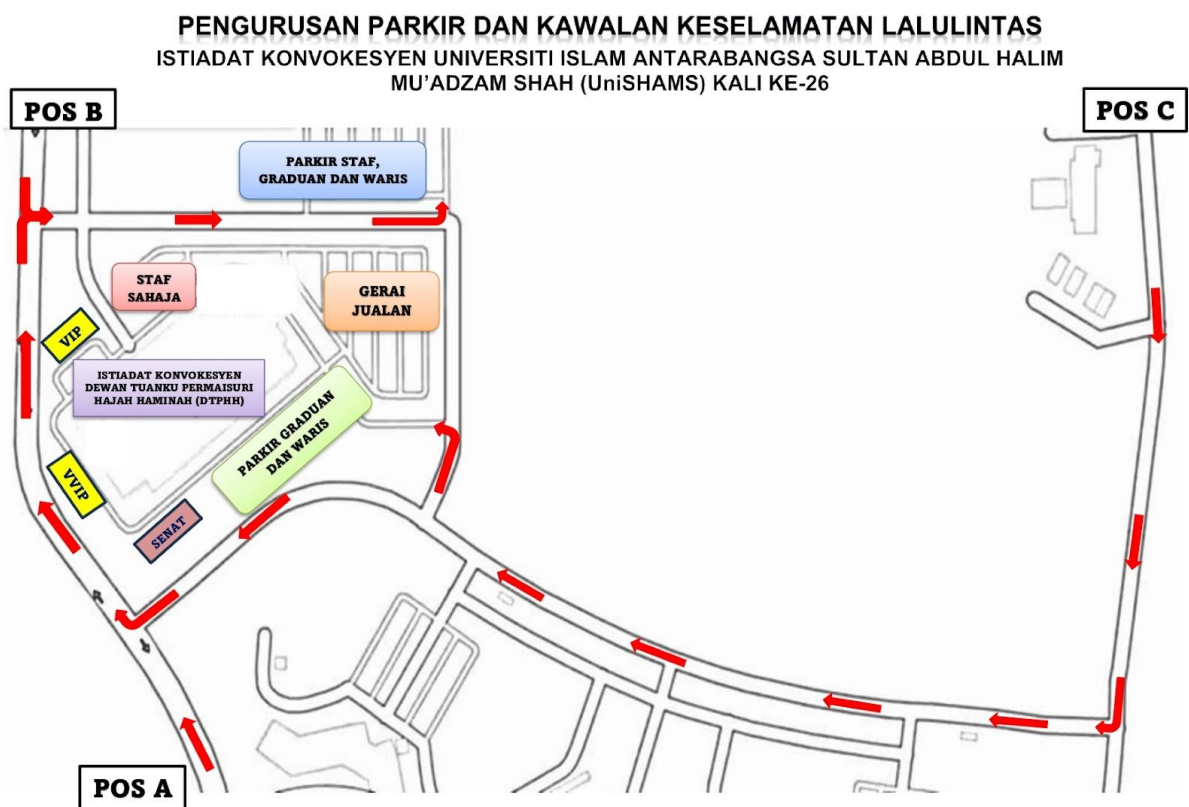 PENGURUSAN PARKIR DAN KAWALAN KESELAMATAN LALULINTAS
ISTIADAT KONVOKESYEN UNIVERSITI ISLAM ANTARABANGSA SULTAN ABDUL HALIM
MU’ADZAM SHAH (UniSHAMS) KALI KE-26
POS B
POS C
PARKIR STAF,
GRADUAN DAN WARIS
STAF
SAHAJA
GERAI
JUALAN
VIP
ISTIADAT KONVOKESYEN
DEWAN TUANKU PERMAISURI
HAJAH HAMINAH (DTPHH)
PARKIR GRADUAN
DAN WARIS
VVIP
SENAT
POS A